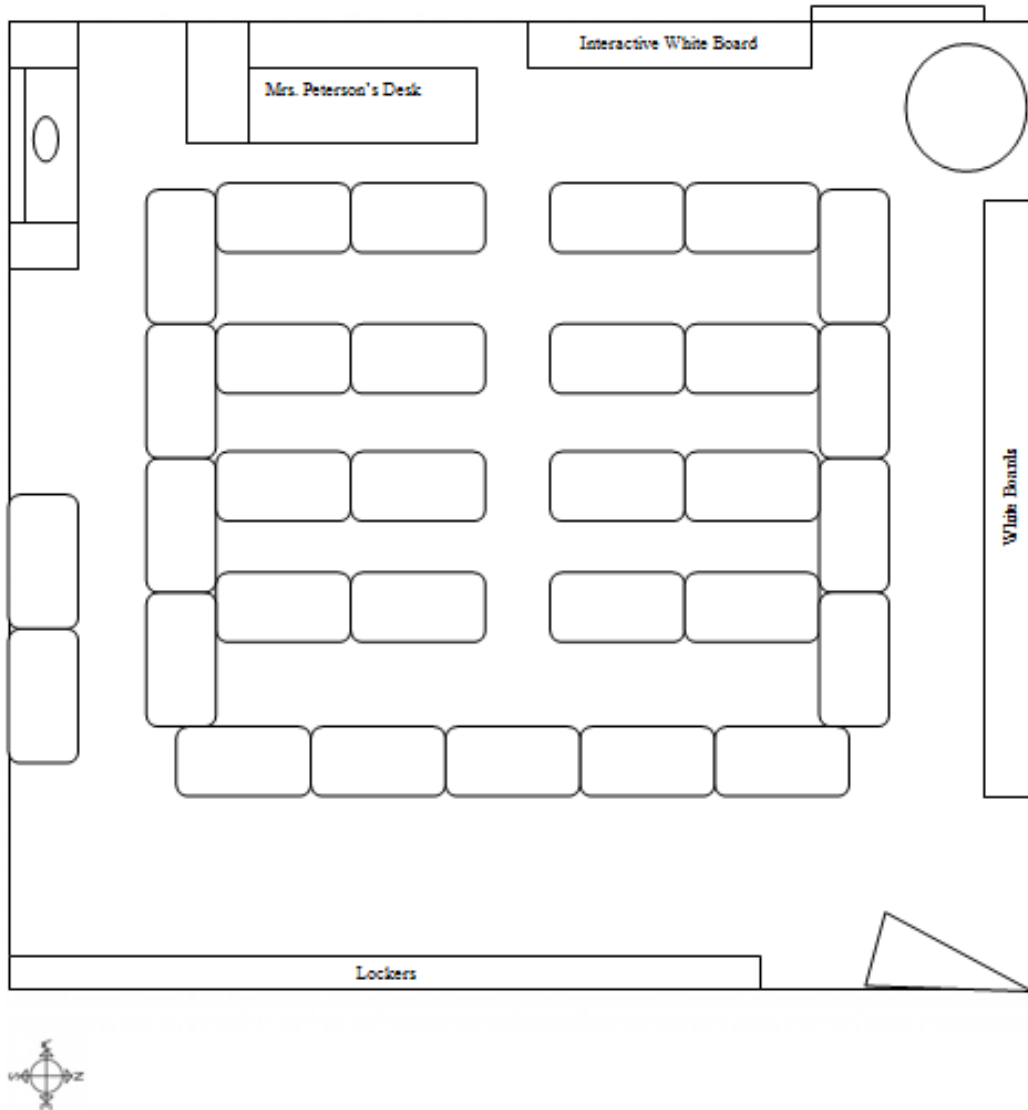 Interactive White Board
Mrs. Peterson's Desk
White Boards
Lockers
W
S
N
E